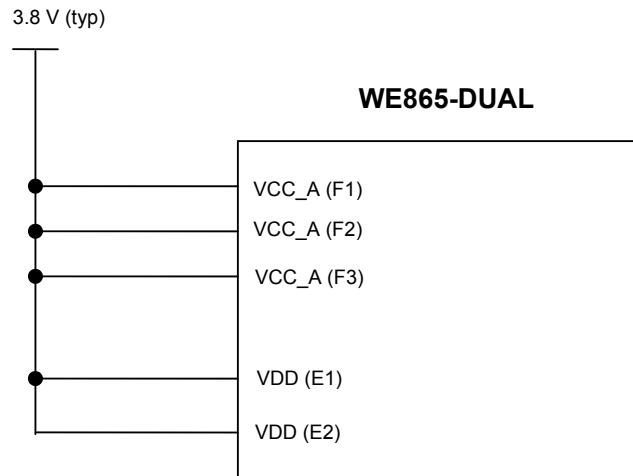 3.8 V (typ)
WE865-DUAL
VCC_A (F1)
VCC_A (F2)
VCC_A (F3)
VDD (E1)
VDD (E2)